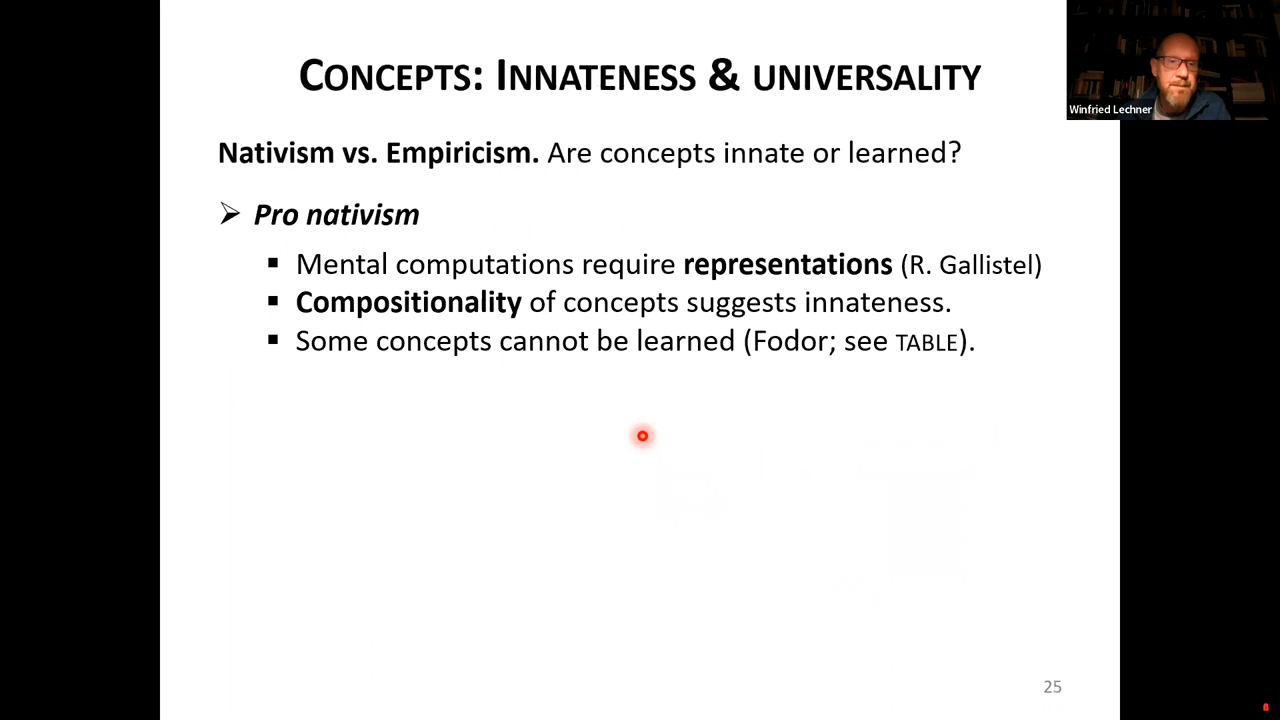 CONCEPTS: INNATENESS & UNIVERSALITY
Winfried Lechner
Nativism vs. Empiricism. Are concepts innate or learned?
Pro nativism
Mental computations require representations (R. Gallistel)
Compositionality of concepts suggests innateness.
Some concepts cannot be learned (Fodor; see TABLE).
25